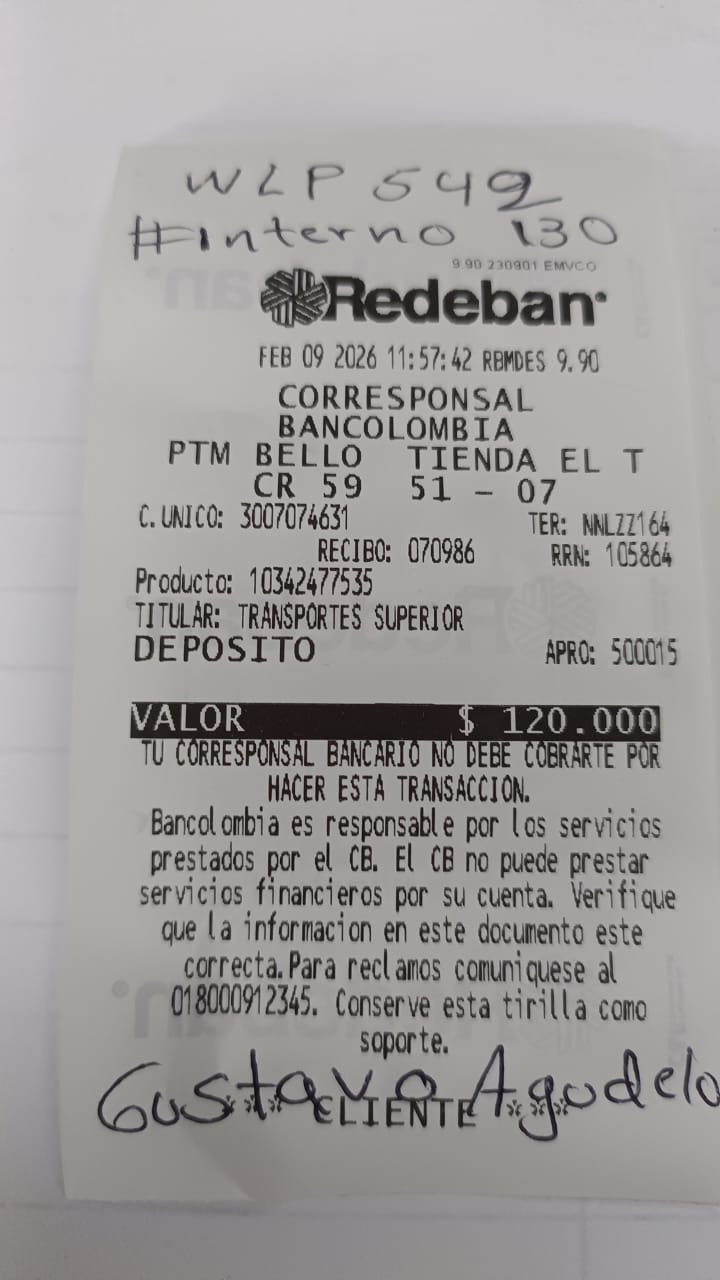 WLP 549
#Interno 130
9.90 230901 EMVCO
Redeban
FEB 09 2026 11:57:42 RBMDES 9.90
CORRESPONSAL
BANCOLOMBIA
PTM BELLO TIENDA EL T
CR 59 51 - 07
C.UNICO: 3007074631 TER: NNLZZ164
RECIBO: 070986 RRN: 105864
Producto: 10342477535
TITULAR: TRANSPORTES SUPERIOR
DEPOSITO APRO: 500015
VALOR $ 120.000
TU CORRESPONSAL BANCARIO NO DEBE COBRARTE POR
HACER ESTA TRANSACCION.
Bancolombia es responsable por los servicios
prestados por el CB. El CB no puede prestar
servicios financieros por su cuenta. Verifique
que la informacion en este documento este
correcta.Para reclamos comuniquese al
018000912345. Conserve esta tirilla como
soporte.
Gustavo Agudelo
*** CLIENTE ***